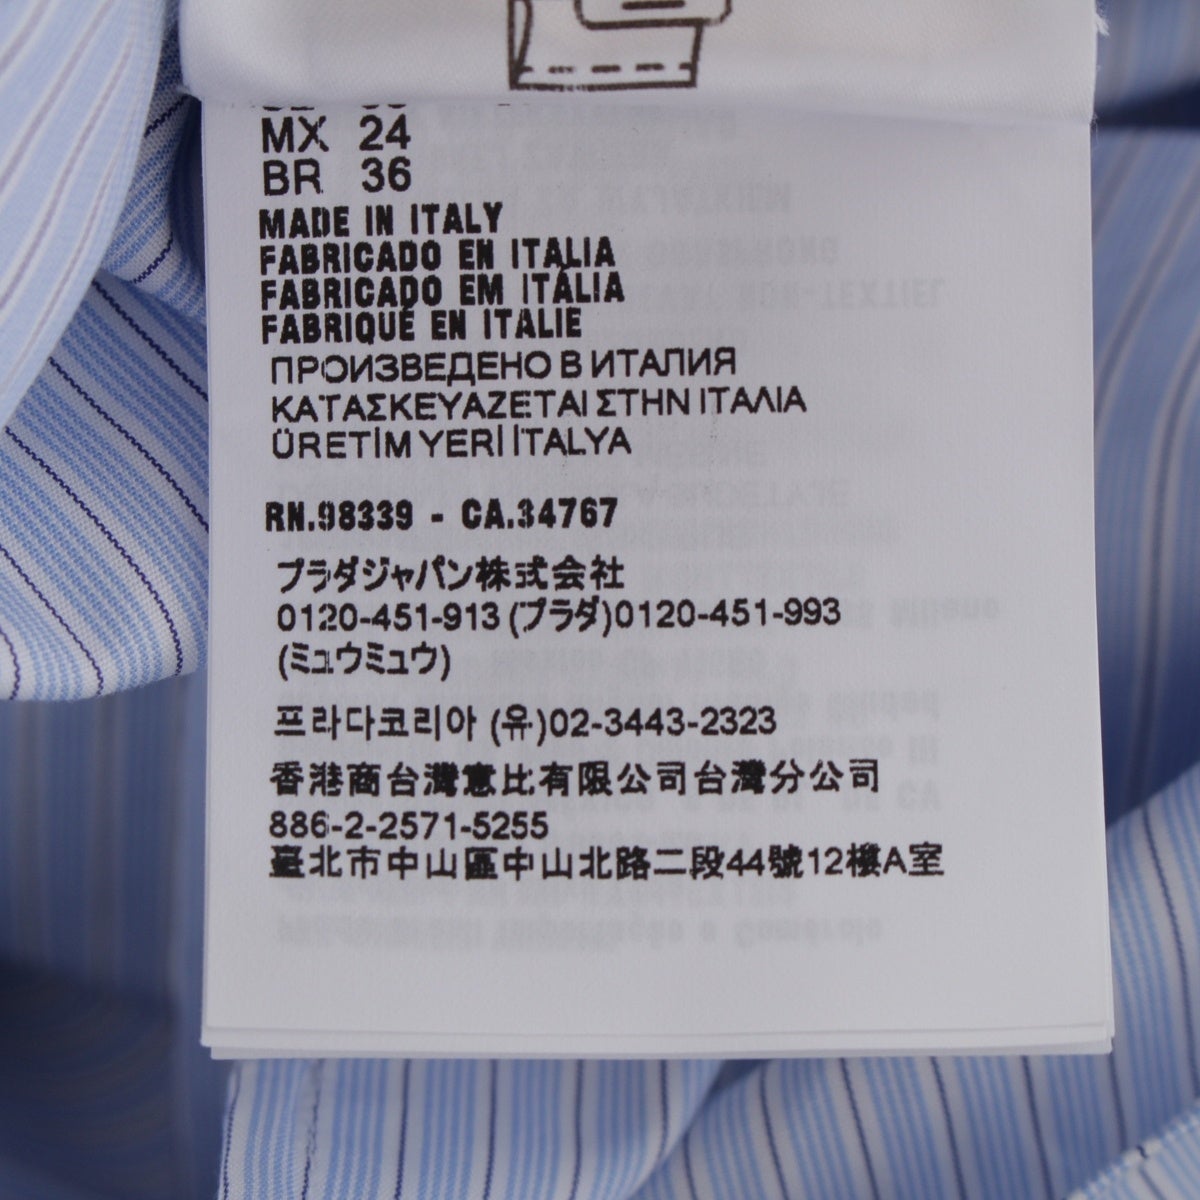 MX 24
BR 36
MADE IN ITALY
FABRICADO EN ITALIA
FABRICADO EM ITÁLIA
FABRIQUÉ EN ITALIE
ПРОИЗВЕДЕНО В ИТАЛИЯ
ΚΑΤΑΣΚΕΥΑΖΕΤΑΙ ΣΤΗΝ ΙΤΑΛΙΑ
ÜRETİM YERİ İTALYA
RN.98339 - CA.34767
プラダジャパン株式会社
0120-451-913 (プラダ)0120-451-993
(ミュウミュウ)
프라다코리아 (유)02-3443-2323
香港商台灣意比有限公司台灣分公司
886-2-2571-5255
臺北市中山區中山北路二段44號12樓A室